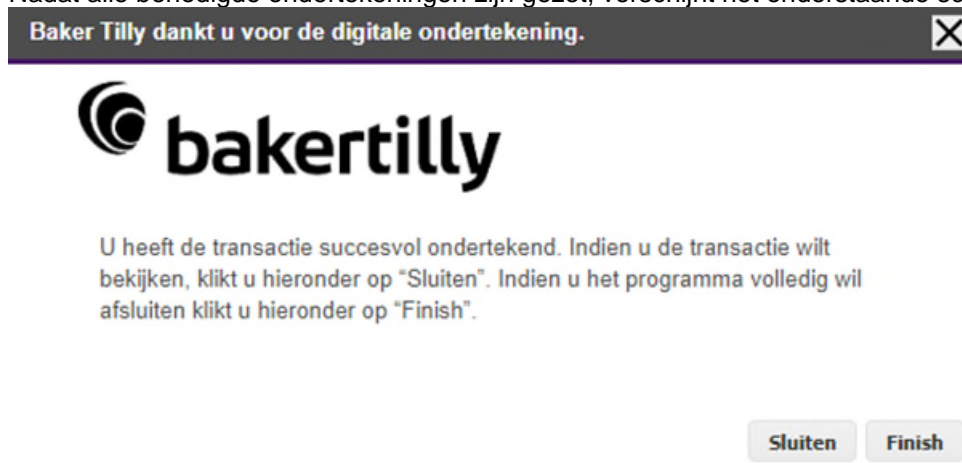 Baker Tilly dankt u voor de digitale ondertekening.
bakertilly
U heeft de transactie succesvol ondertekend. Indien u de transactie wilt
bekijken, klikt u hieronder op “Sluiten”. Indien u het programma volledig wil
afsluiten klikt u hieronder op “Finish”.
Sluiten Finish